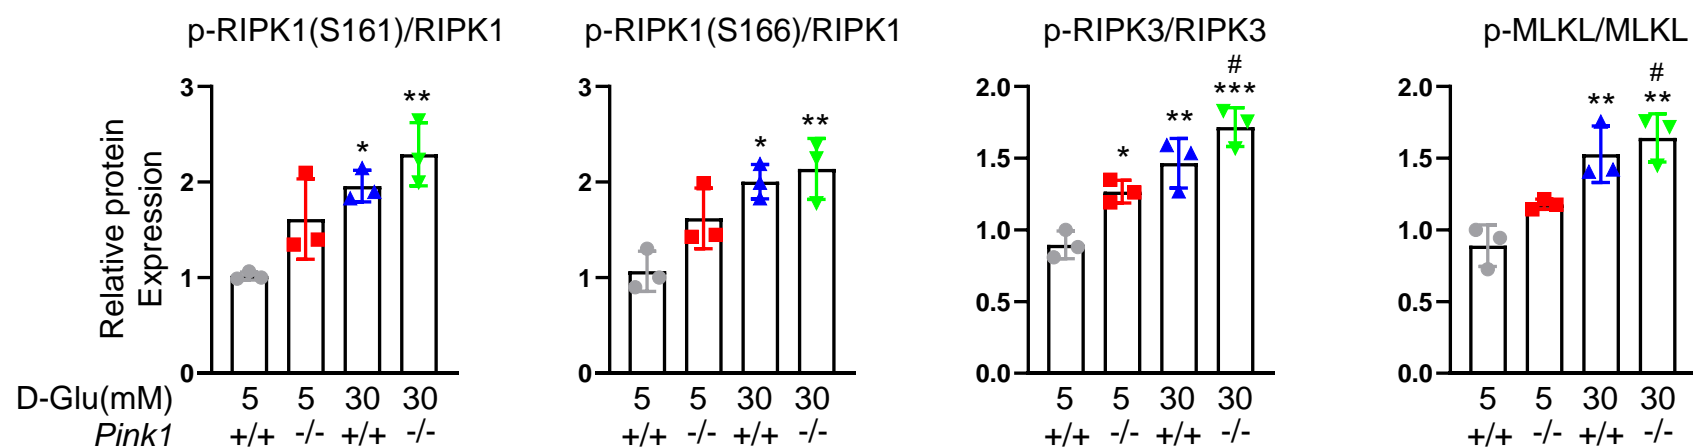 p-RIPK1(S161)/RIPK1 p-RIPK1(S166)/RIPK1 p-RIPK3/RIPK3 p-MLKL/MLKL
# #
** ** *** **
* * * ** **
3 3 2.0 2.0
2 2 1.5 1.5
1 1 1.0 1.0
0.5 0.5
0 0 0.0 0.0
Relative protein
Expression
D-Glu(mM) 5 5 30 30 5 5 30 30 5 5 30 30 5 5 30 30
Pink1 +/+ -/- +/+ -/- +/+ -/- +/+ -/- +/+ -/- +/+ -/- +/+ -/- +/+ -/-